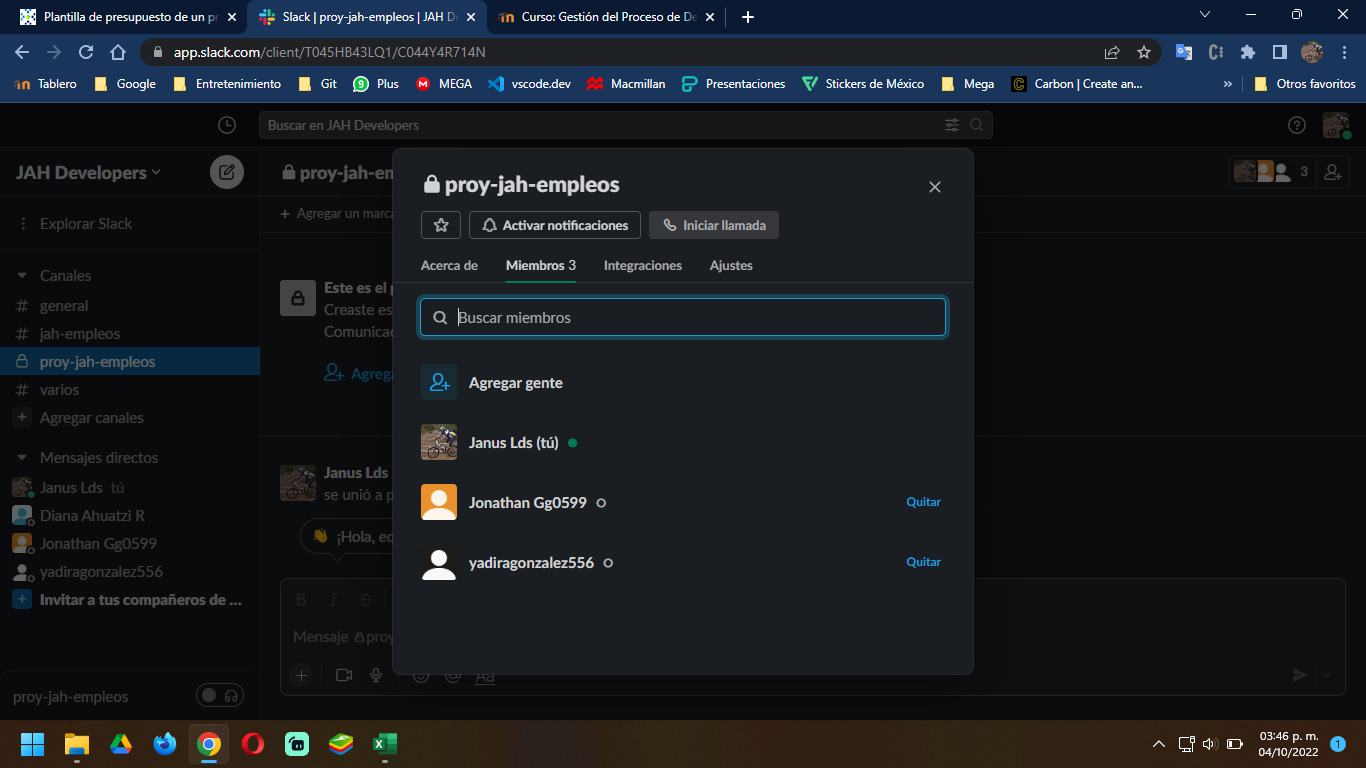 Plantilla de presupuesto de un pr
Slack | proy-jah-empleos | JAH D
Curso: Gestión del Proceso de De
app.slack.com/client/T045HB43LQ1/C044Y4R714N
Tablero
Google
Entretenimiento
Git
9
Plus
MEGA
vscode.dev
Macmillan
Presentaciones
Stickers de México
Mega
Carbon | Create an...
»
Otros favoritos
Buscar en JAH Developers
JAH Developers
proy-jah-em
3
Explorar Slack
+ Agregar un marca
Canales
# general
# jah-empleos
proy-jah-empleos
# varios
+ Agregar canales
Mensajes directos
Janus Lds tú
Diana Ahuatzi R
Jonathan Gg0599
yadiragonzalez556
+ Invitar a tus compañeros de ...
proy-jah-empleos
Este es el p
Creaste es
Comunicac
Agrega
Janus Lds
se unió a p
👋 ¡Hola, eq
B I S
Mensaje proy
+ @ Aa
proy-jah-empleos
Activar notificaciones
Iniciar llamada
Acerca de
Miembros 3
Integraciones
Ajustes
Buscar miembros
Agregar gente
Janus Lds (tú)
Jonathan Gg0599
Quitar
yadiragonzalez556
Quitar
03:46 p. m.
04/10/2022
1